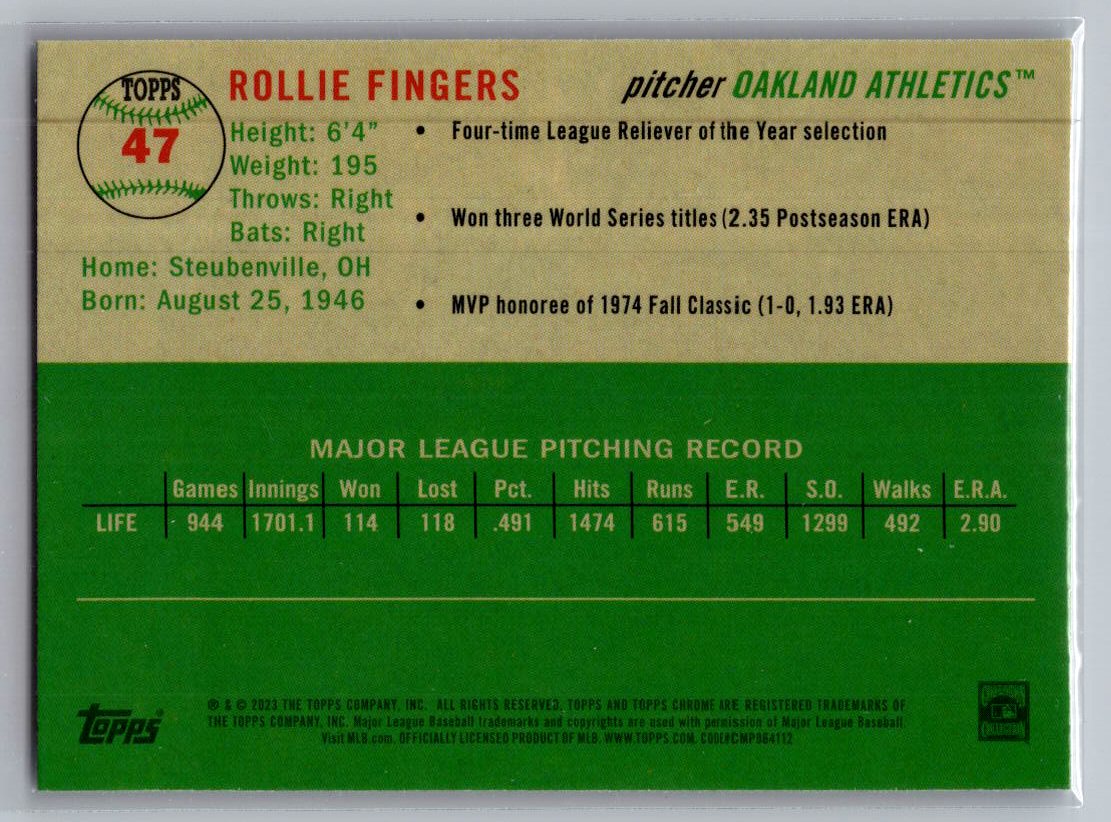 TOPPS
47
ROLLIE FINGERS
pitcher OAKLAND ATHLETICS™
Height: 6'4"
Weight: 195
Throws: Right
Bats: Right
Home: Steubenville, OH
Born: August 25, 1946
• Four-time League Reliever of the Year selection
• Won three World Series titles (2.35 Postseason ERA)
• MVP honoree of 1974 Fall Classic (1-0, 1.93 ERA)
MAJOR LEAGUE PITCHING RECORD
Games Innings Won Lost Pct. Hits Runs E.R. S.O. Walks E.R.A.
LIFE 944 1701.1 114 118 .491 1474 615 549 1299 492 2.90
Topps®
® & © 2023 THE TOPPS COMPANY, INC. ALL RIGHTS RESERVED. TOPPS AND TOPPS CHROME ARE REGISTERED TRADEMARKS OF
THE TOPPS COMPANY, INC. Major League Baseball trademarks and copyrights are used with permission of Major League Baseball.
Visit MLB.com. OFFICIALLY LICENSED PRODUCT OF MLB. WWW.TOPPS.COM. CODE#CMP064112